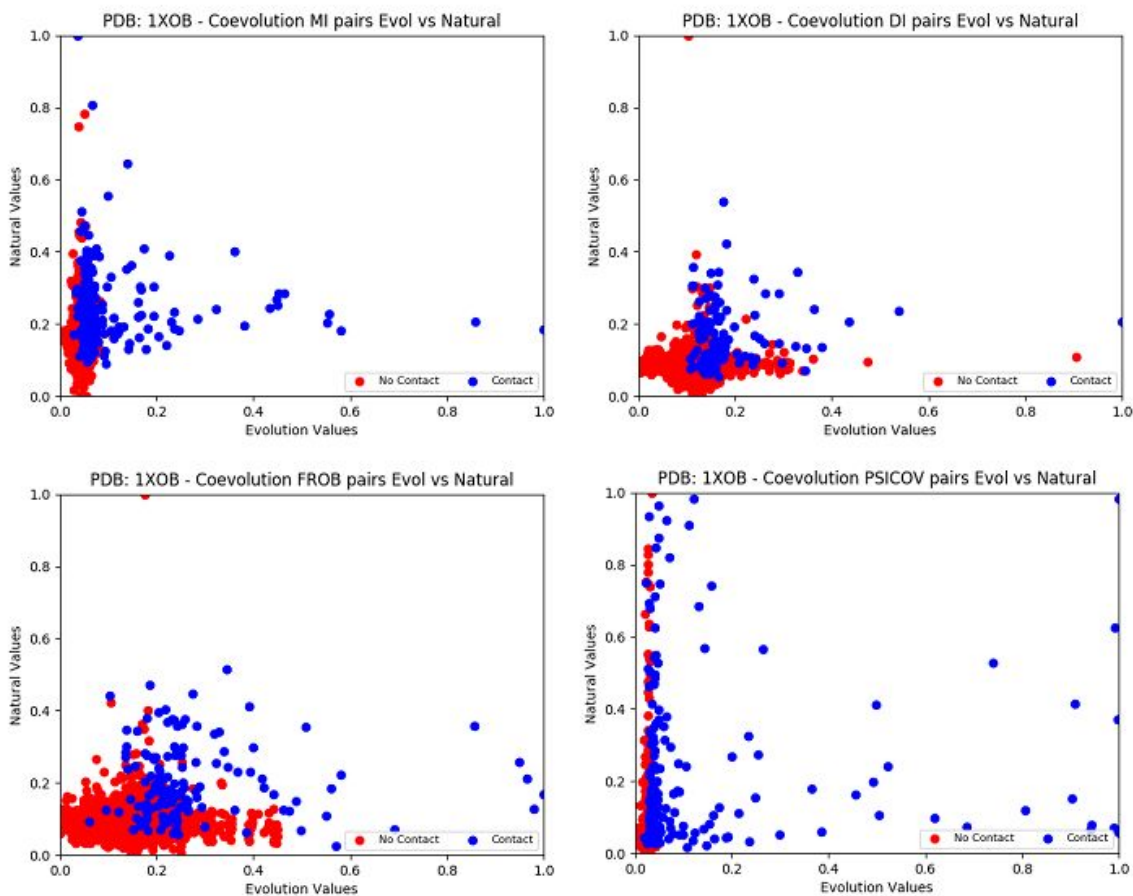 PDB: 1XOB - Coevolution MI pairs Evol vs Natural
1.0
0.8
0.6
0.4
0.2
0.0
Natural Values
No Contact Contact
0.0 0.2 0.4 0.6 0.8 1.0
Evolution Values
PDB: 1XOB - Coevolution DI pairs Evol vs Natural
1.0
0.8
0.6
0.4
0.2
0.0
Natural Values
No Contact Contact
0.0 0.2 0.4 0.6 0.8 1.0
Evolution Values
PDB: 1XOB - Coevolution FROB pairs Evol vs Natural
1.0
0.8
0.6
0.4
0.2
0.0
Natural Values
No Contact Contact
0.0 0.2 0.4 0.6 0.8 1.0
Evolution Values
PDB: 1XOB - Coevolution PSICOV pairs Evol vs Natural
1.0
0.8
0.6
0.4
0.2
0.0
Natural Values
No Contact Contact
0.0 0.2 0.4 0.6 0.8 1.0
Evolution Values